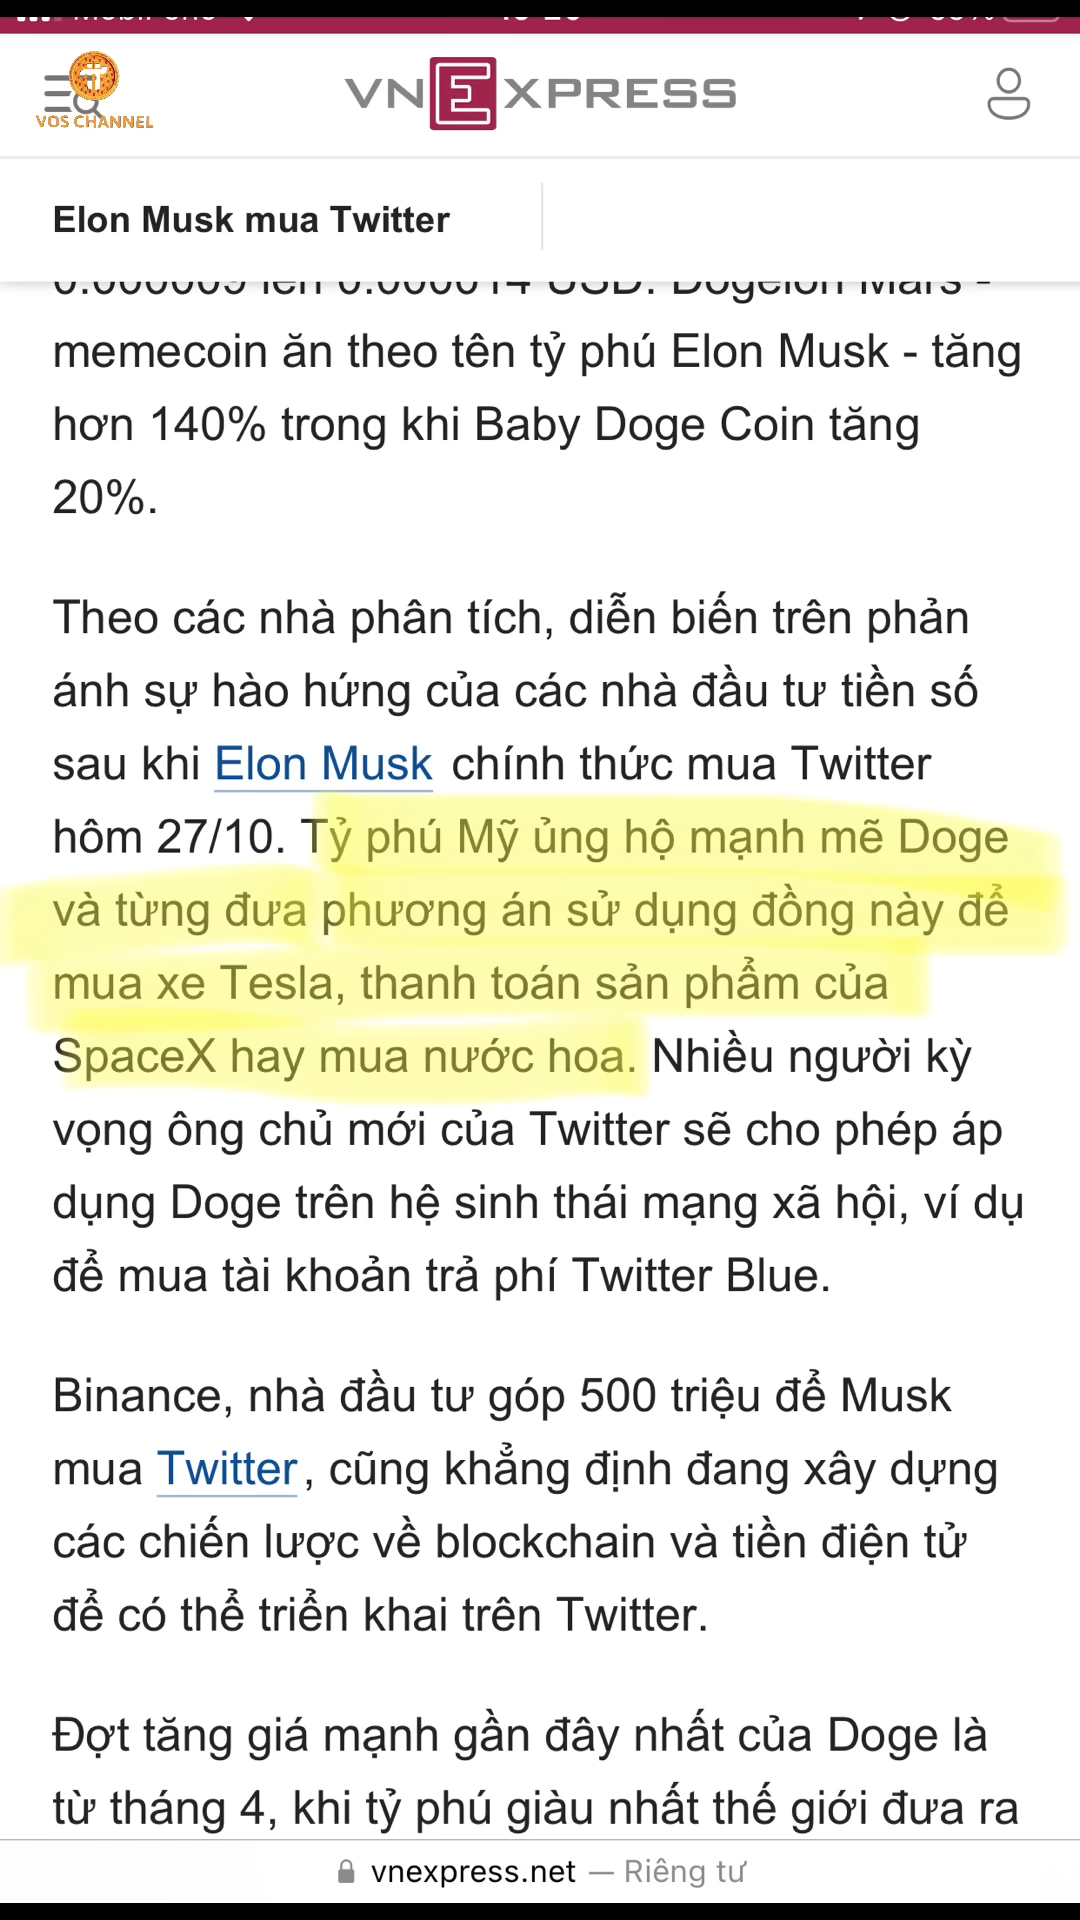 VOS CHANNEL
VNEXPRESS
Elon Musk mua Twitter
0.000009 lên 0.000014 USD. Dogelon Mars -
memecoin ăn theo tên tỷ phú Elon Musk - tăng
hơn 140% trong khi Baby Doge Coin tăng
20%.
Theo các nhà phân tích, diễn biến trên phản
ánh sự hào hứng của các nhà đầu tư tiền số
sau khi Elon Musk chính thức mua Twitter
hôm 27/10. Tỷ phú Mỹ ủng hộ mạnh mẽ Doge
và từng đưa phương án sử dụng đồng này để
mua xe Tesla, thanh toán sản phẩm của
SpaceX hay mua nước hoa. Nhiều người kỳ
vọng ông chủ mới của Twitter sẽ cho phép áp
dụng Doge trên hệ sinh thái mạng xã hội, ví dụ
để mua tài khoản trả phí Twitter Blue.
Binance, nhà đầu tư góp 500 triệu để Musk
mua Twitter, cũng khẳng định đang xây dựng
các chiến lược về blockchain và tiền điện tử
để có thể triển khai trên Twitter.
Đợt tăng giá mạnh gần đây nhất của Doge là
từ tháng 4, khi tỷ phú giàu nhất thế giới đưa ra
vnexpress.net — Riêng tư